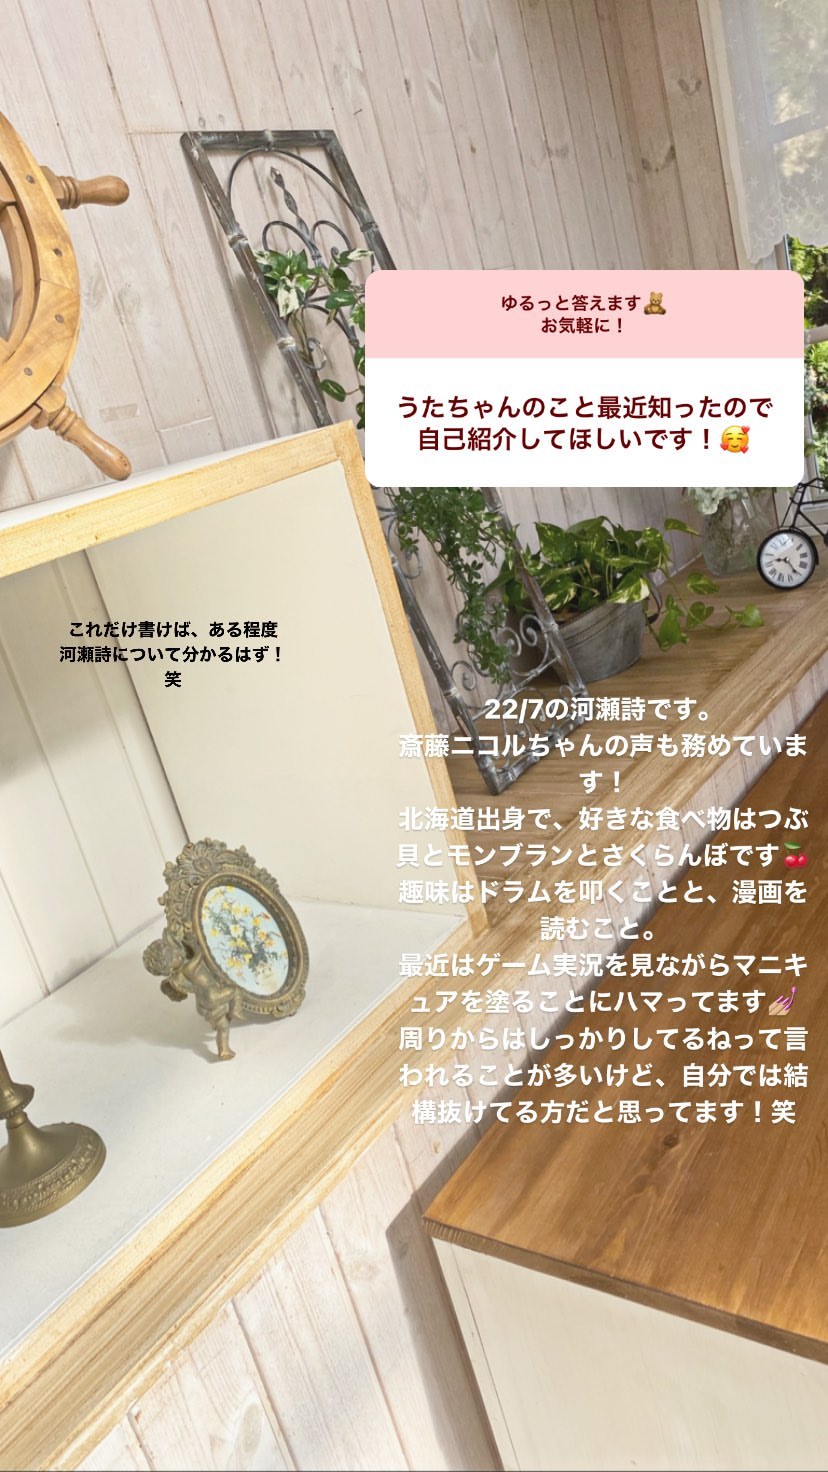 ゆるっと答えます🧸
お気軽に！
うたちゃんのこと最近知ったので
自己紹介してほしいです！🥰
これだけ書けば、ある程度
河瀬詩について分かるはず！
笑
22/7の河瀬詩です。
斎藤ニコルちゃんの声も務めていま
す！
北海道出身で、好きな食べ物はつぶ
貝とモンブランとさくらんぼです🍒
趣味はドラムを叩くことと、漫画を
読むこと。
最近はゲーム実況を見ながらマニキ
ュアを塗ることにハマってます💅🏼
周りからはしっかりしてるねって言
われることが多いけど、自分では結
構抜けてる方だと思ってます！笑